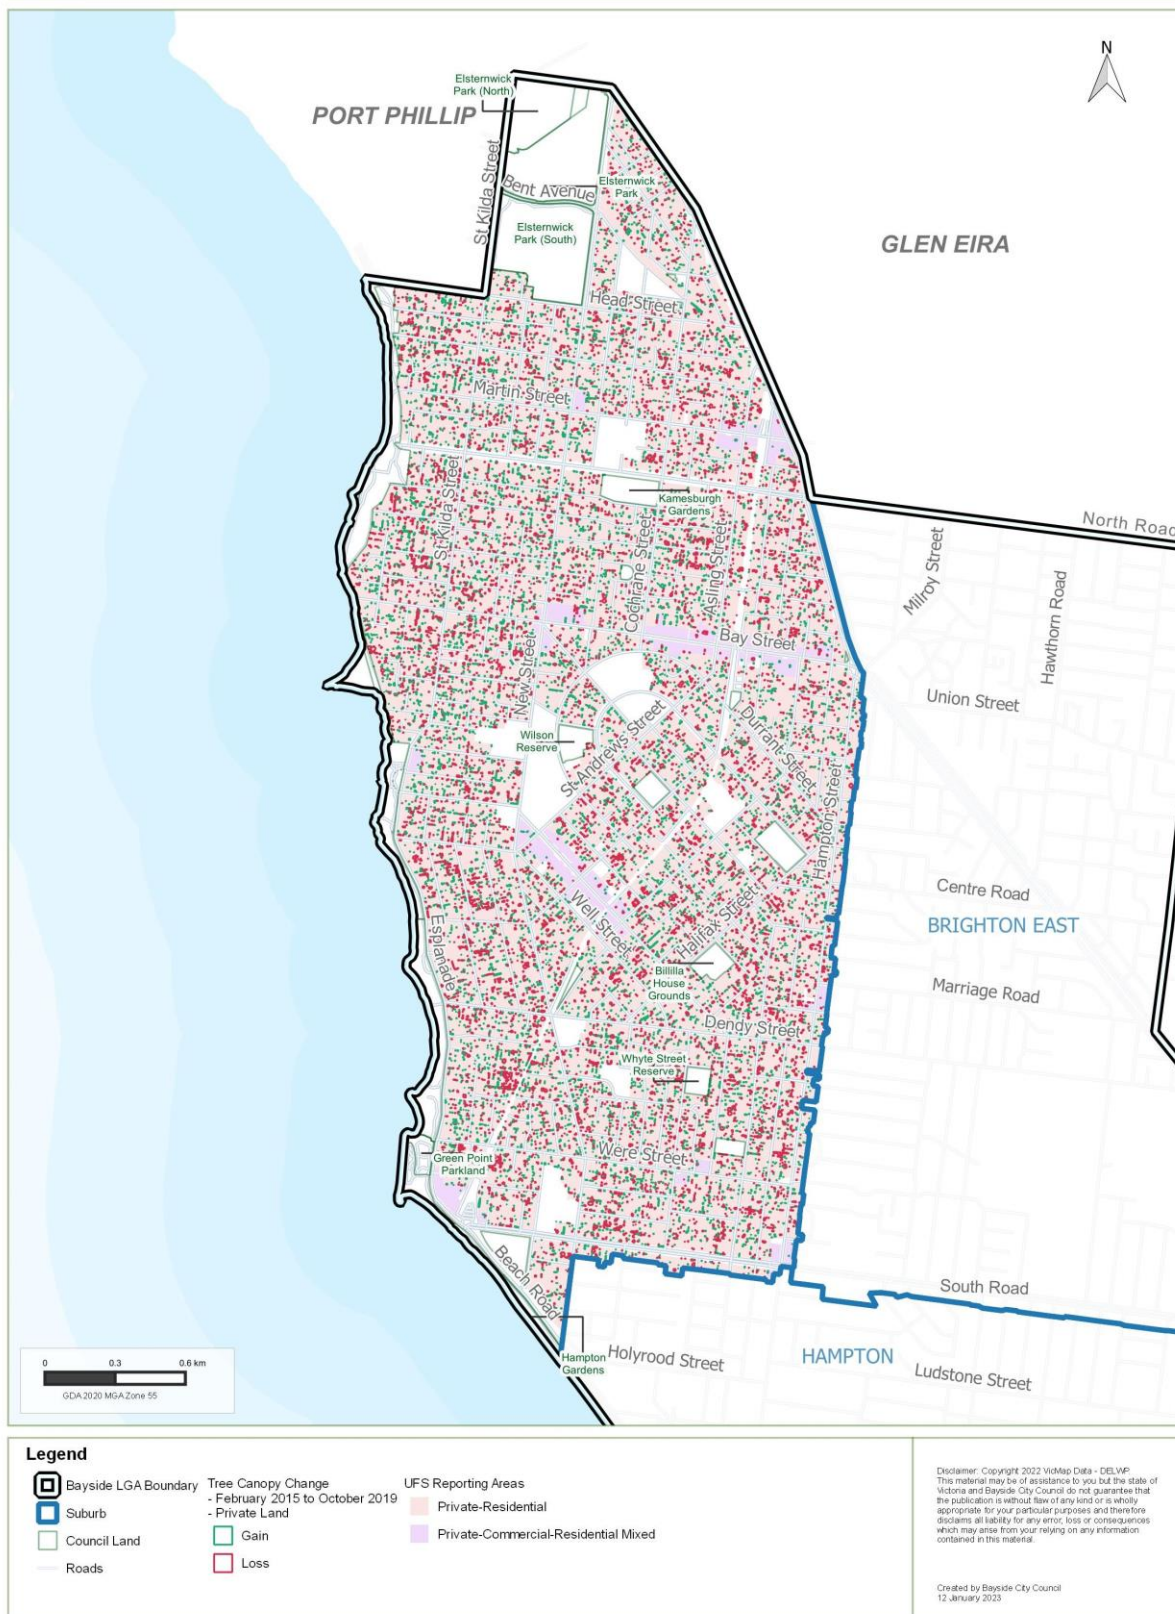 N
Elsternwick
Park (North)
PORT PHILLIP
St Kilda Street
Bent Avenue
Elsternwick
Park
Elsternwick
Park (South)
GLEN EIRA
Head Street
Martin Street
St Kilda Street
Kamesburgh
Gardens
Cochrane Street
Asling Street
North Road
Milroy Street
Hawthorn Road
New Street
Bay Street
Union Street
Wilson
Reserve
St Andrews Street
Durrant Street
Hampton Street
Centre Road
BRIGHTON EAST
Well Street
Halifax Street
Esplanade
Billilla
House
Grounds
Marriage Road
Dendy Street
Whyte Street
Reserve
Were Street
Green Point
Parkland
Beach Road
South Road
Hampton
Gardens
Holyrood Street
HAMPTON
Ludstone Street
0 0.3 0.6 km
GDA 2020 MGA Zone 55
Legend
Bayside LGA Boundary
Suburb
Council Land
Roads
Tree Canopy Change
- February 2015 to October 2019
- Private Land
Gain
Loss
UFS Reporting Areas
Private-Residential
Private-Commercial-Residential Mixed
Disclaimer: Copyright 2022 VicMap Data - DELWP.
This material may be of assistance to you but the state of
Victoria and Bayside City Council do not guarantee that
the publication is without flaw of any kind or is wholly
appropriate for your particular purposes and therefore
disclaims all liability for any error, loss or consequences
which may arise from your relying on any information
contained in this material.
Created by Bayside City Council
12 January 2023